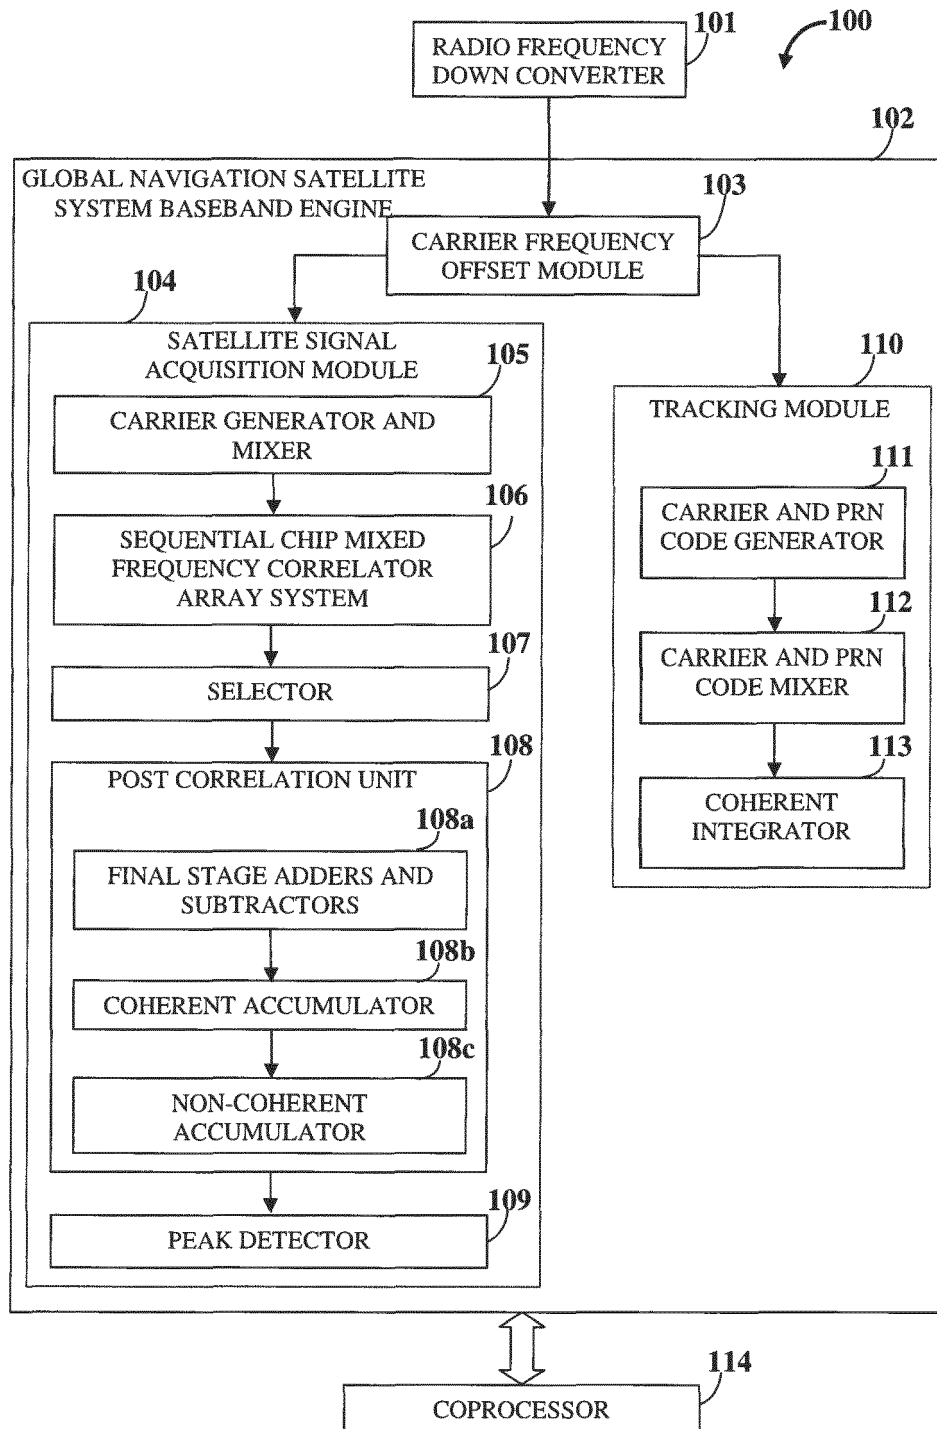 100
101
RADIO FREQUENCY
DOWN CONVERTER
102
GLOBAL NAVIGATION SATELLITE
SYSTEM BASEBAND ENGINE
103
CARRIER FREQUENCY
OFFSET MODULE
104
SATELLITE SIGNAL
ACQUISITION MODULE
105
CARRIER GENERATOR AND
MIXER
106
SEQUENTIAL CHIP MIXED
FREQUENCY CORRELATOR
ARRAY SYSTEM
107
SELECTOR
108
POST CORRELATION UNIT
108a
FINAL STAGE ADDERS AND
SUBTRACTORS
108b
COHERENT ACCUMULATOR
108c
NON-COHERENT
ACCUMULATOR
109
PEAK DETECTOR
110
TRACKING MODULE
111
CARRIER AND PRN
CODE GENERATOR
112
CARRIER AND PRN
CODE MIXER
113
COHERENT
INTEGRATOR
114
COPROCESSOR